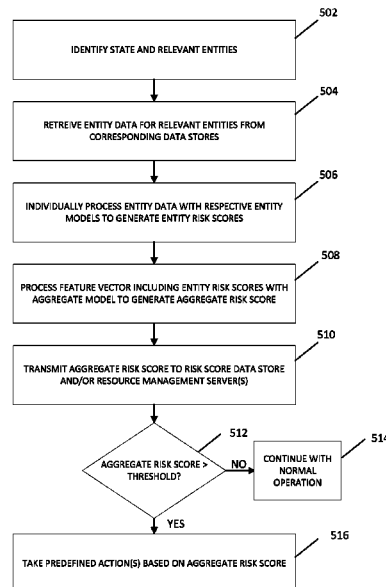 502
IDENTIFY STATE AND RELEVANT ENTITIES
504
RETREIVE ENTITY DATA FOR RELEVANT ENTITIES FROM
CORRESPONDING DATA STORES
506
INDIVIDUALLY PROCESS ENTITY DATA WITH RESPECTIVE ENTITY
MODELS TO GENERATE ENTITY RISK SCORES
508
PROCESS FEATURE VECTOR INCLUDING ENTITY RISK SCORES WITH
AGGREGATE MODEL TO GENERATE AGGREGATE RISK SCORE
510
TRANSMIT AGGREGATE RISK SCORE TO RISK SCORE DATA STORE
AND/OR RESOURCE MANAGEMENT SERVER(S)
512
AGGREGATE RISK SCORE >
THRESHOLD?
NO
514
CONTINUE WITH
NORMAL
OPERATION
YES
516
TAKE PREDEFINED ACTION(S) BASED ON AGGREGATE RISK SCORE